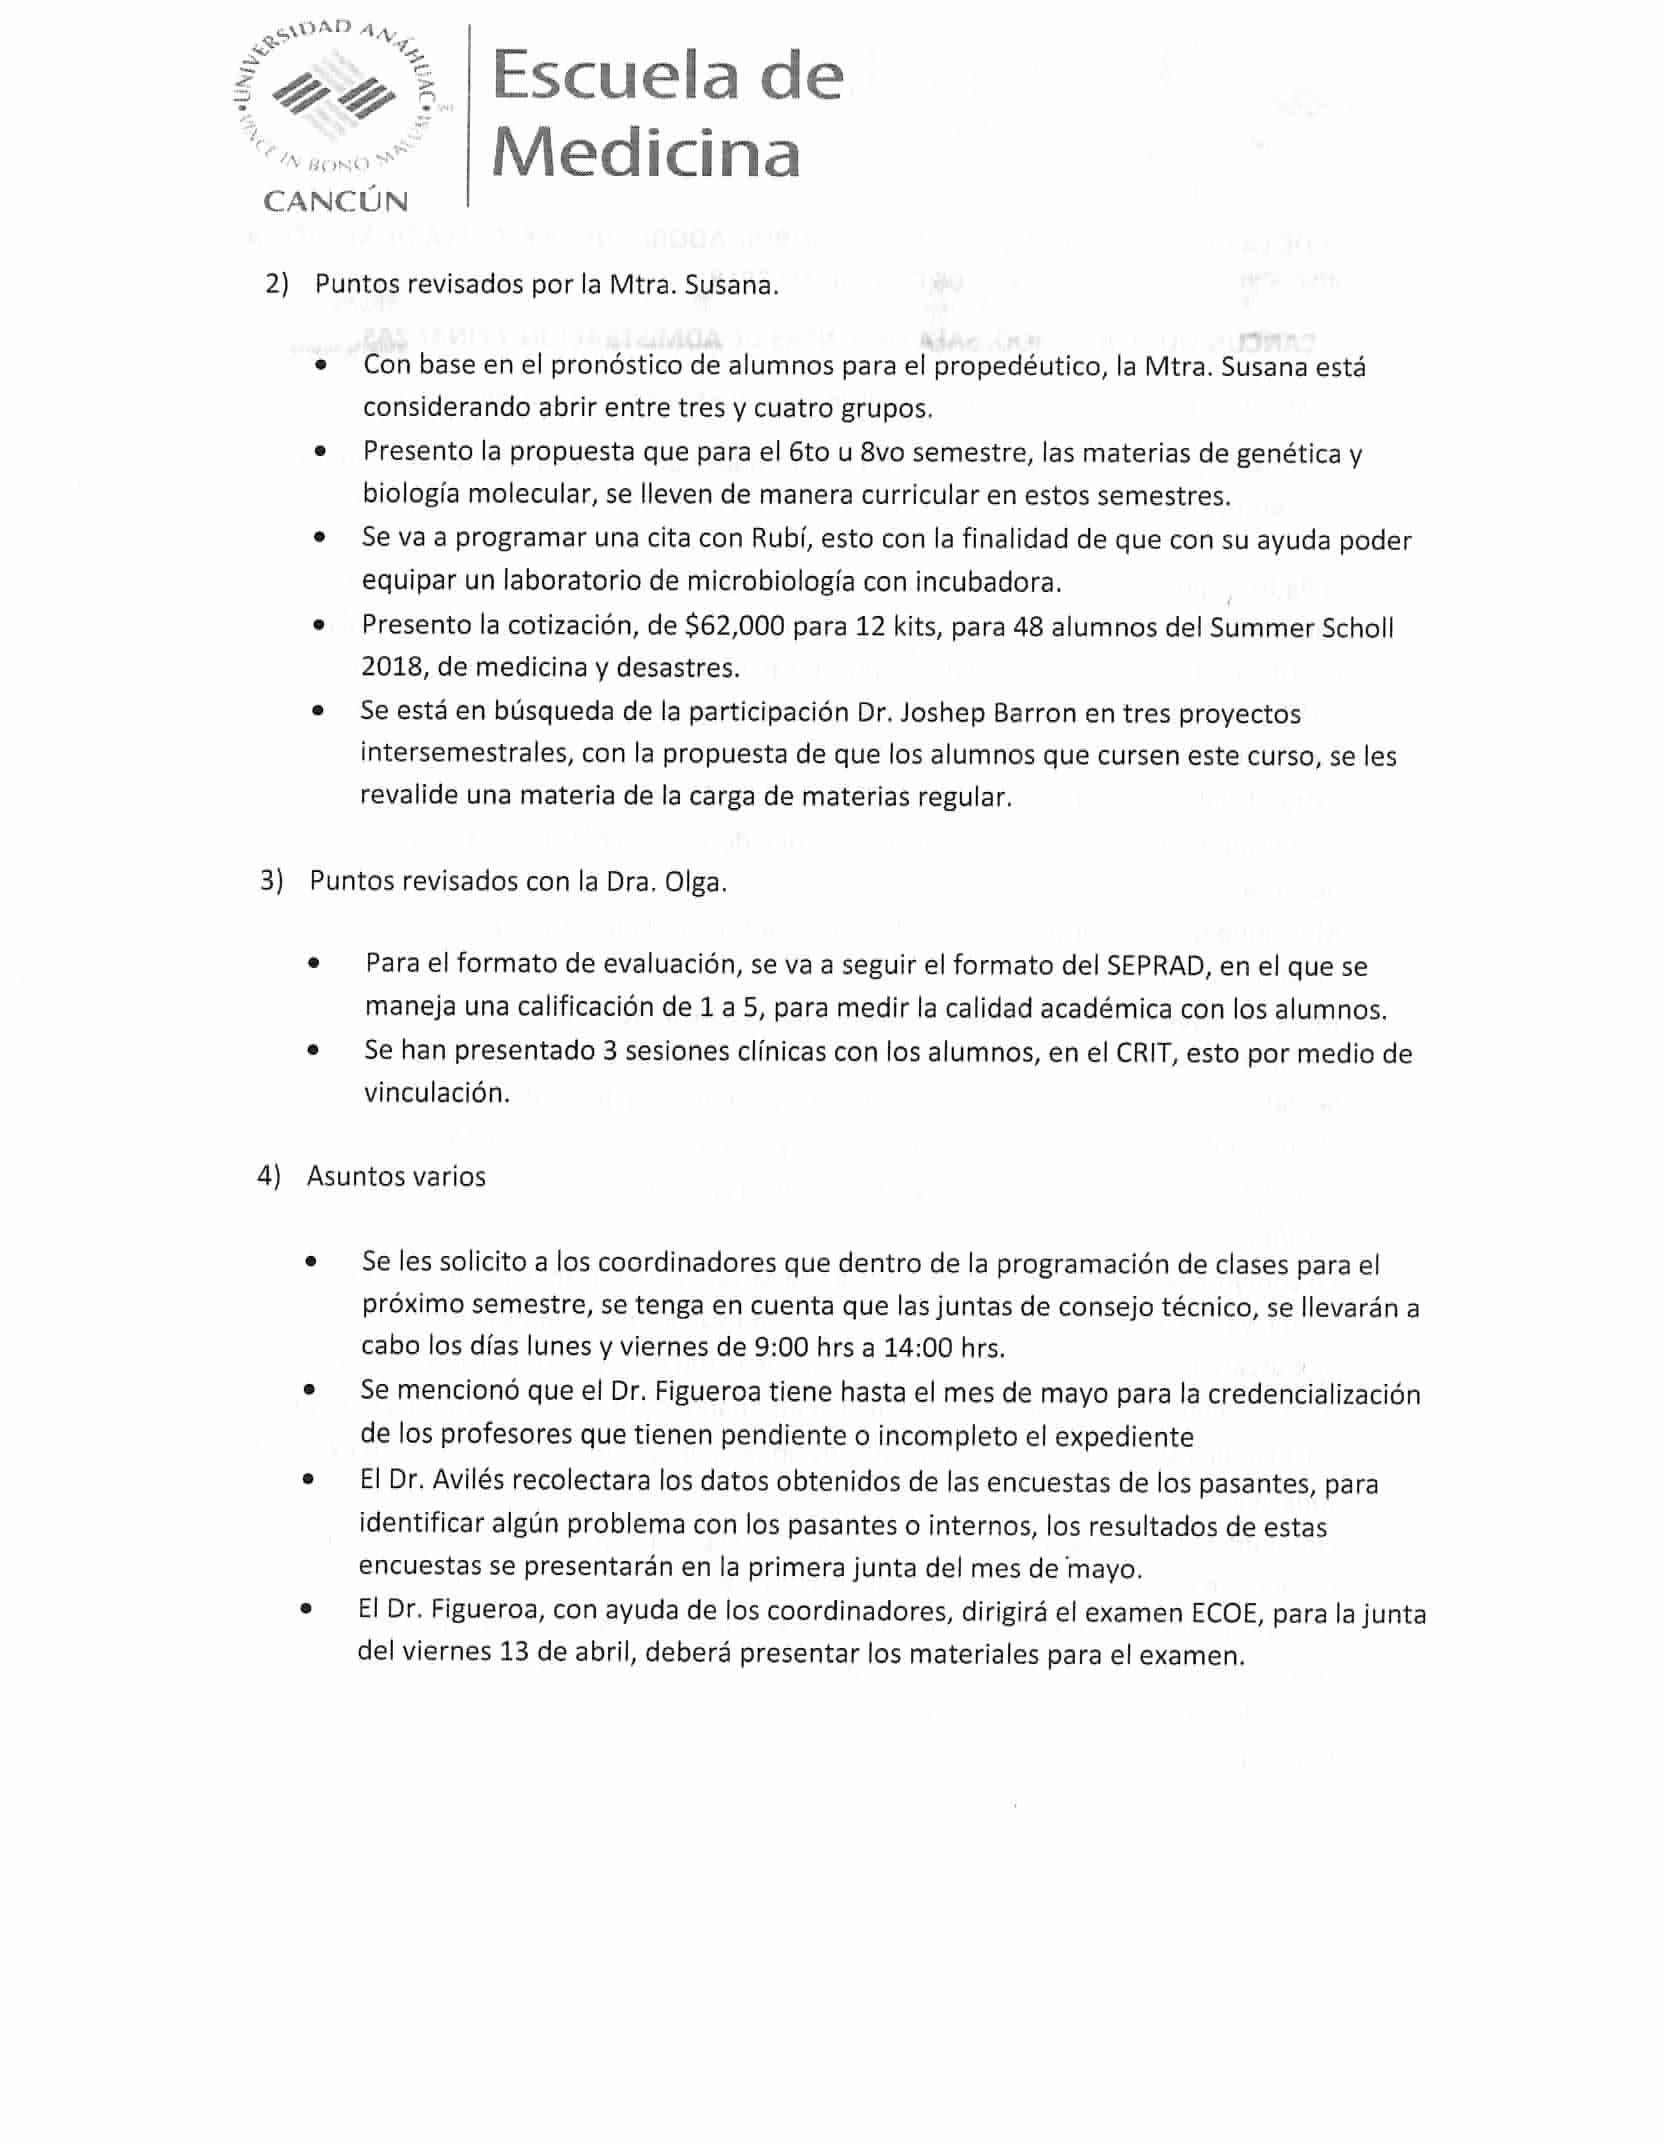 UNIVERSIDAD ANÁHUAC
VINCE IN BONO MALUM
CANCÚN
Escuela de
Medicina
2) Puntos revisados por la Mtra. Susana.
• Con base en el pronóstico de alumnos para el propedéutico, la Mtra. Susana está
considerando abrir entre tres y cuatro grupos.
• Presento la propuesta que para el 6to u 8vo semestre, las materias de genética y
biología molecular, se lleven de manera curricular en estos semestres.
• Se va a programar una cita con Rubí, esto con la finalidad de que con su ayuda poder
equipar un laboratorio de microbiología con incubadora.
• Presento la cotización, de $62,000 para 12 kits, para 48 alumnos del Summer Scholl
2018, de medicina y desastres.
• Se está en búsqueda de la participación Dr. Joshep Barron en tres proyectos
intersemestrales, con la propuesta de que los alumnos que cursen este curso, se les
revalide una materia de la carga de materias regular.
3) Puntos revisados con la Dra. Olga.
• Para el formato de evaluación, se va a seguir el formato del SEPRAD, en el que se
maneja una calificación de 1 a 5, para medir la calidad académica con los alumnos.
• Se han presentado 3 sesiones clínicas con los alumnos, en el CRIT, esto por medio de
vinculación.
4) Asuntos varios
• Se les solicito a los coordinadores que dentro de la programación de clases para el
próximo semestre, se tenga en cuenta que las juntas de consejo técnico, se llevarán a
cabo los días lunes y viernes de 9:00 hrs a 14:00 hrs.
• Se mencionó que el Dr. Figueroa tiene hasta el mes de mayo para la credencialización
de los profesores que tienen pendiente o incompleto el expediente
• El Dr. Avilés recolectara los datos obtenidos de las encuestas de los pasantes, para
identificar algún problema con los pasantes o internos, los resultados de estas
encuestas se presentarán en la primera junta del mes de mayo.
• El Dr. Figueroa, con ayuda de los coordinadores, dirigirá el examen ECOE, para la junta
del viernes 13 de abril, deberá presentar los materiales para el examen.